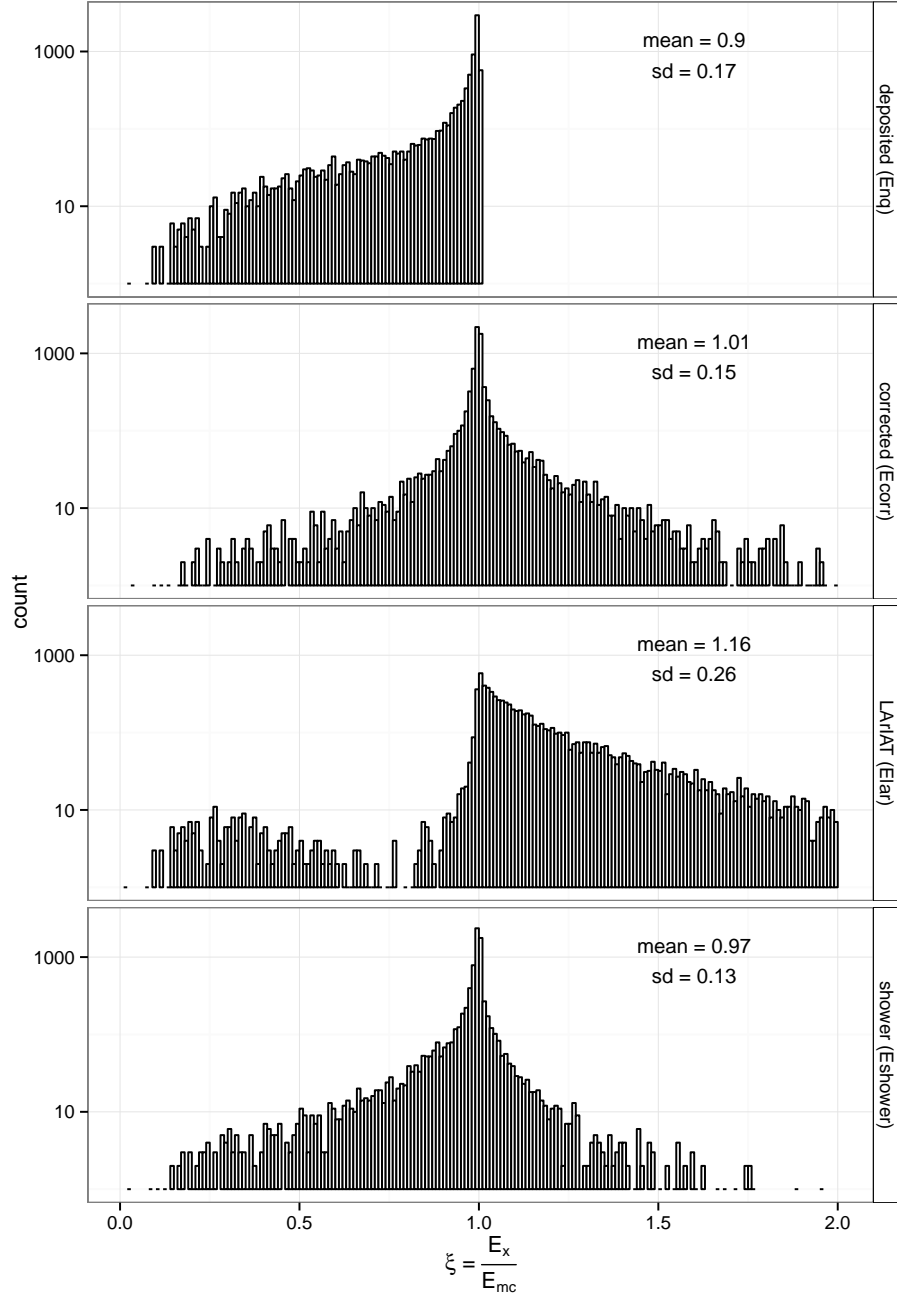 1000
10
mean = 0.9
sd = 0.17
deposited (Enq)
1000
10
mean = 1.01
sd = 0.15
corrected (Ecorr)
count
1000
10
mean = 1.16
sd = 0.26
LArIAT (Elar)
1000
10
mean = 0.97
sd = 0.13
shower (Eshower)
0.0 0.5 1.0 1.5 2.0
ξ = E_x / E_mc